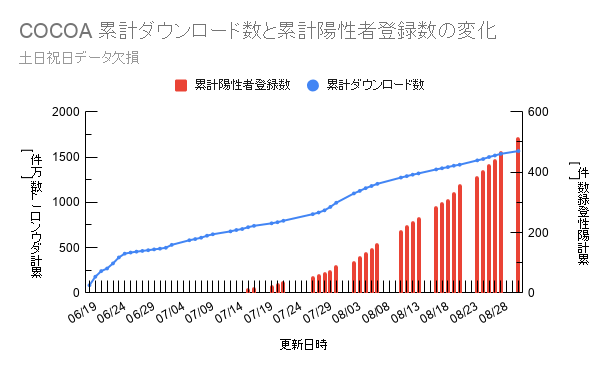 COCOA 累計ダウンロード数と累計陽性者登録数の変化
土日祝日データ欠損
累計陽性者登録数 累計ダウンロード数
累計ダウンロード数 [万件]
2000
1500
1000
500
0
600
400
200
0
累計陽性登録数 [件]
06/19 06/24 06/29 07/04 07/09 07/14 07/19 07/24 07/29 08/03 08/08 08/13 08/18 08/23 08/28
更新日時